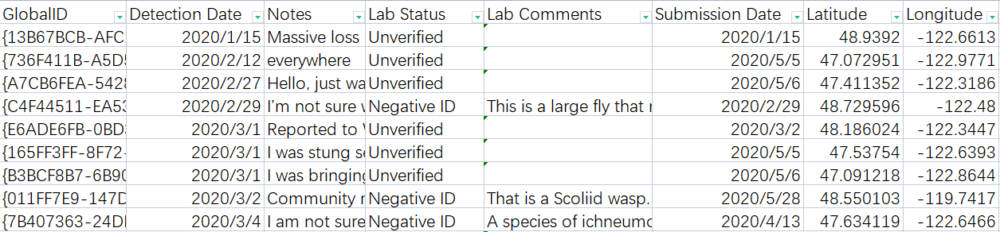 GlobalID Detection Date Notes Lab Status Lab Comments Submission Date Latitude Longitude
{13B67BCB-AFC 2020/1/15 Massive loss Unverified 2020/1/15 48.9392 -122.6613
{736F411B-A5D 2020/2/12 everywhere Unverified 2020/5/5 47.072951 -122.9771
{A7CB6FEA-542 2020/2/27 Hello, just wa Unverified 2020/5/6 47.411352 -122.3186
{C4F44511-EA53 2020/2/29 I'm not sure Negative ID This is a large fly that 2020/2/29 48.729596 -122.48
{E6ADE6FB-0BD 2020/3/1 Reported to Unverified 2020/3/2 48.186024 -122.3447
{165FF3FF-8F72- 2020/3/1 I was stung se Unverified 2020/5/5 47.53754 -122.6393
{B3BCF8B7-6B90 2020/3/1 I was bringing Unverified 2020/5/6 47.091218 -122.8644
{011FF7E9-147D 2020/3/2 Community Negative ID That is a Scoliid wasp. 2020/5/28 48.550103 -119.7417
{7B407363-24D 2020/3/4 I am not sure Negative ID A species of ichneumo 2020/4/13 47.634119 -122.6466